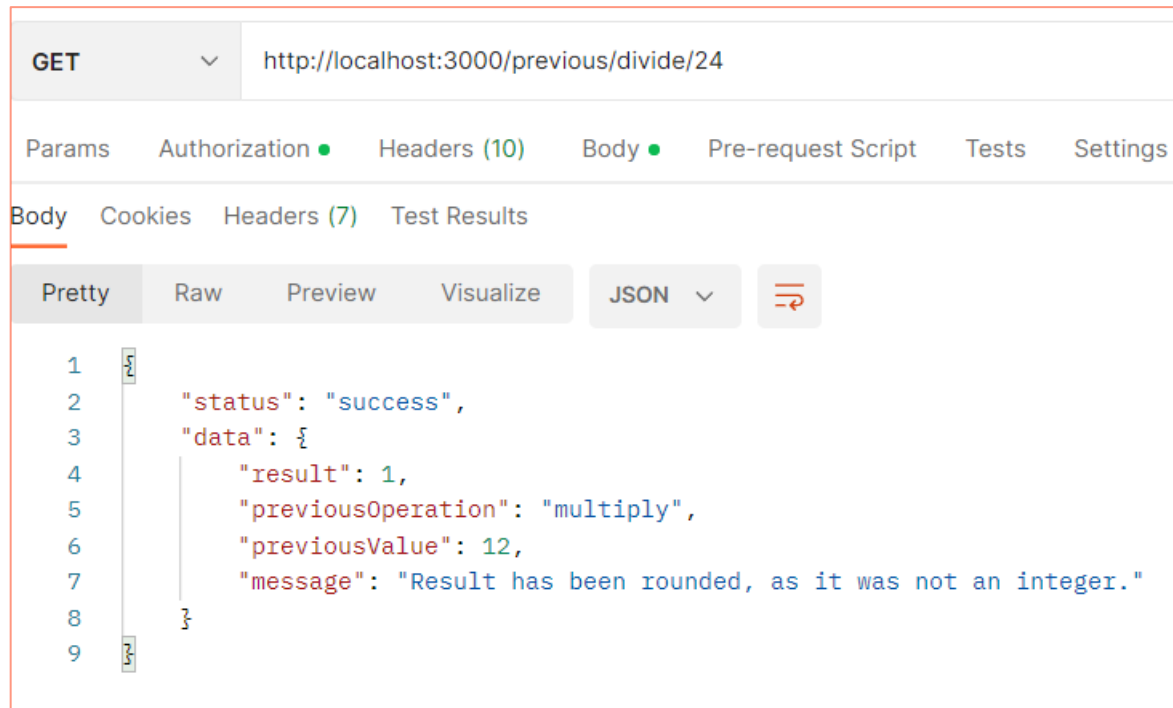 GET http://localhost:3000/previous/divide/24
Params Authorization Headers (10) Body Pre-request Script Tests Settings
Body Cookies Headers (7) Test Results
Pretty Raw Preview Visualize JSON
1 {
2 "status": "success",
3 "data": {
4 "result": 1,
5 "previousOperation": "multiply",
6 "previousValue": 12,
7 "message": "Result has been rounded, as it was not an integer."
8 }
9 }